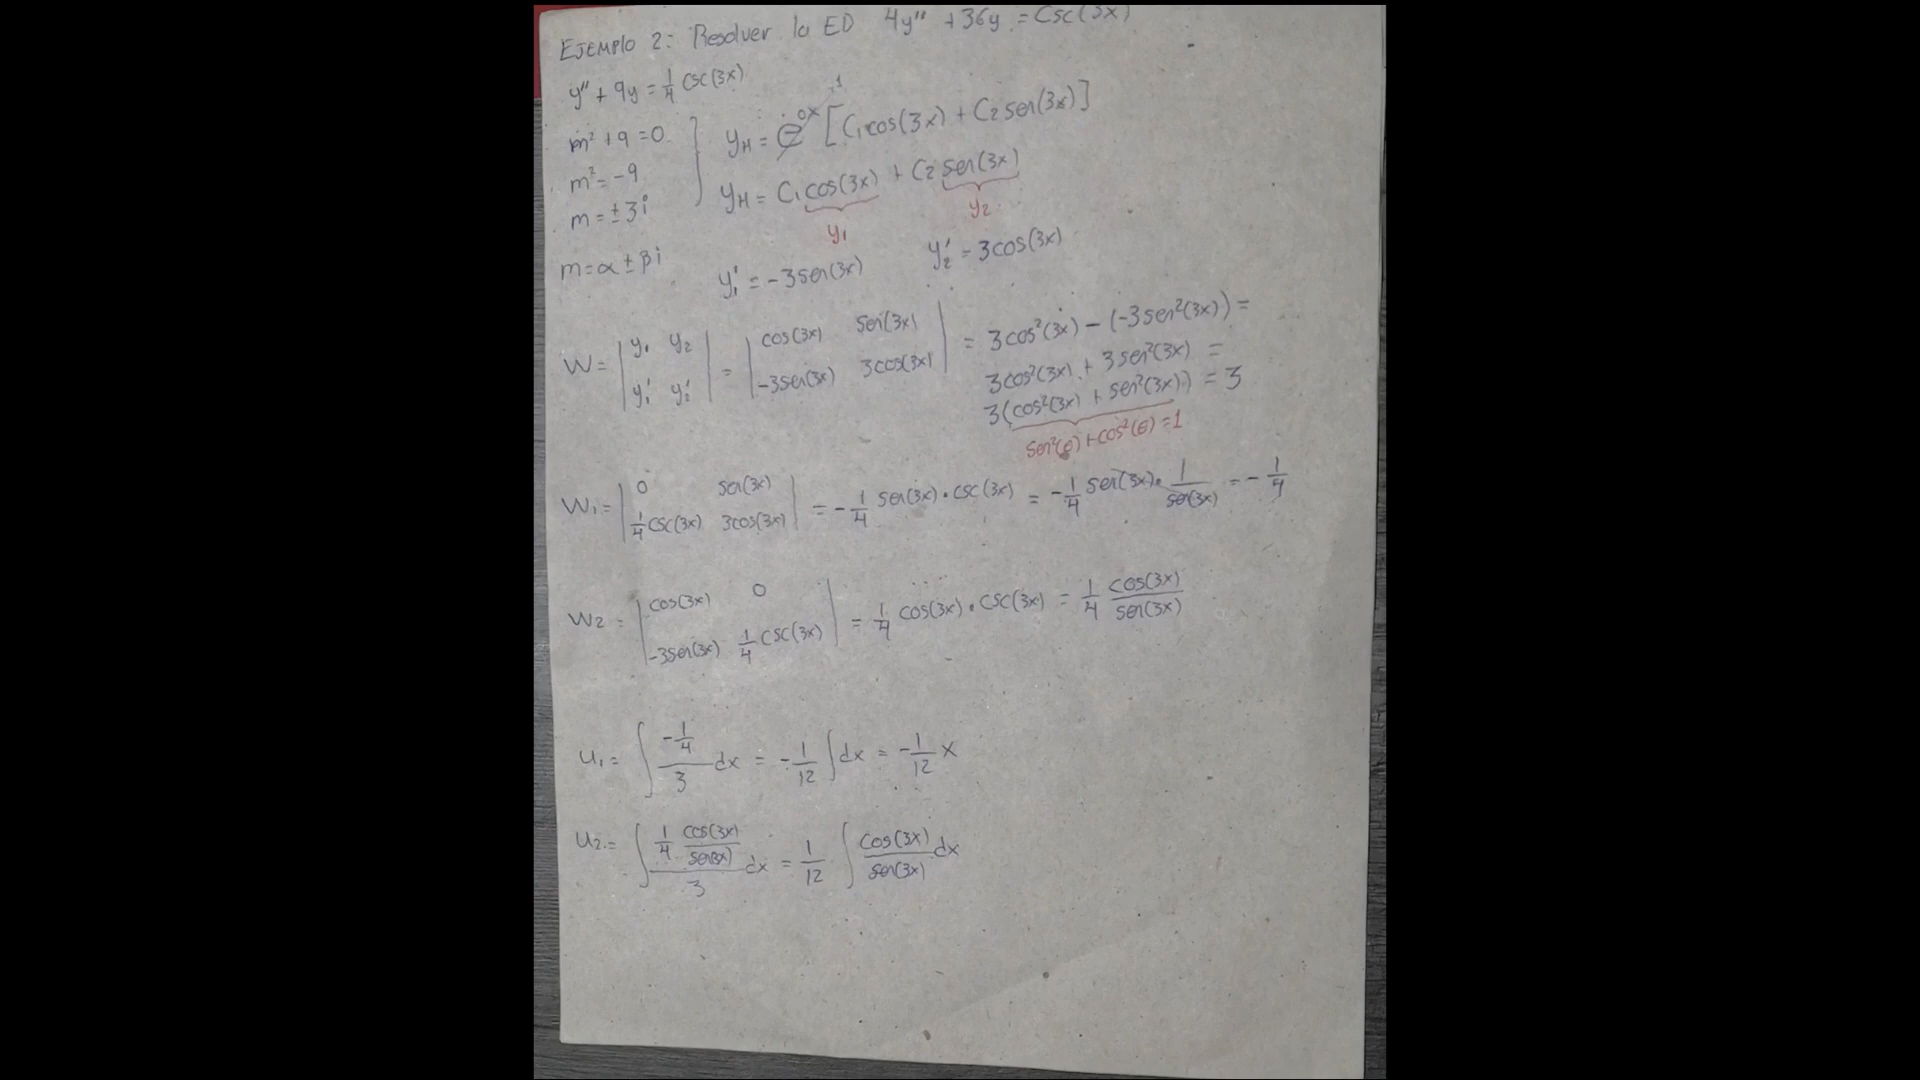 EJEMPLO 2: Resolver la ED 4y'' + 36y = Csc(3x)
y'' + 9y = 1/4 Csc(3x)
m² + 9 = 0
m² = -9
m = ± 3i
m = α ± βi
y_H = e^(0x) [C₁cos(3x) + C₂ sen(3x)]
1
y_H = C₁ cos(3x) + C₂ sen(3x)
y₁ y₂
y₁' = -3sen(3x) y₂' = 3cos(3x)
W = | y₁ y₂ | = | cos(3x) sen(3x) | = 3cos²(3x) - (-3sen²(3x)) =
| y₁' y₂' | | -3sen(3x) 3cos(3x) | 3cos²(3x) + 3sen²(3x) =
3(cos²(3x) + sen²(3x)) = 3
sen²(θ) + cos²(θ) = 1
W₁ = | 0 sen(3x) | = -1/4 sen(3x) · csc(3x) = -1/4 sen(3x) · 1/sen(3x) = -1/4
| 1/4 csc(3x) 3cos(3x) |
W₂ = | cos(3x) 0 | = 1/4 cos(3x) · csc(3x) = 1/4 cos(3x)/sen(3x)
| -3sen(3x) 1/4 csc(3x) |
u₁ = ∫ (-1/4)/3 dx = -1/12 ∫ dx = -1/12 x
u₂ = ∫ (1/4 cos(3x)/sen(3x))/3 dx = 1/12 ∫ cos(3x)/sen(3x) dx